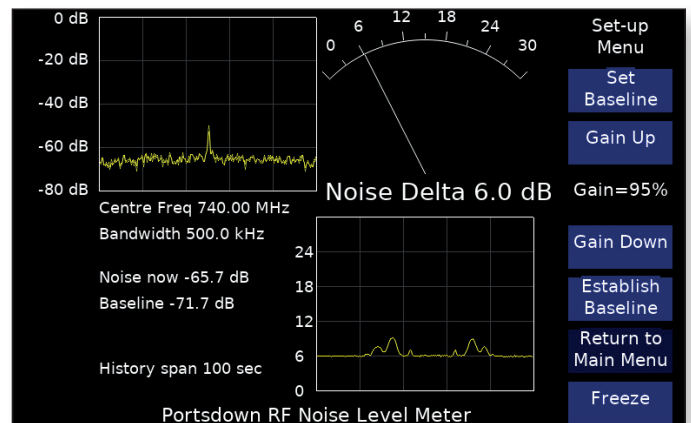 0 dB
-20 dB
-40 dB
-60 dB
-80 dB
0 6 12 18 24 30
Noise Delta 6.0 dB
Centre Freq 740.00 MHz
Bandwidth 500.0 kHz
Noise now -65.7 dB
Baseline -71.7 dB
History span 100 sec
24
18
12
6
0
Portsdown RF Noise Level Meter
Set-up
Menu
Set
Baseline
Gain Up
Gain=95%
Gain Down
Establish
Baseline
Return to
Main Menu
Freeze